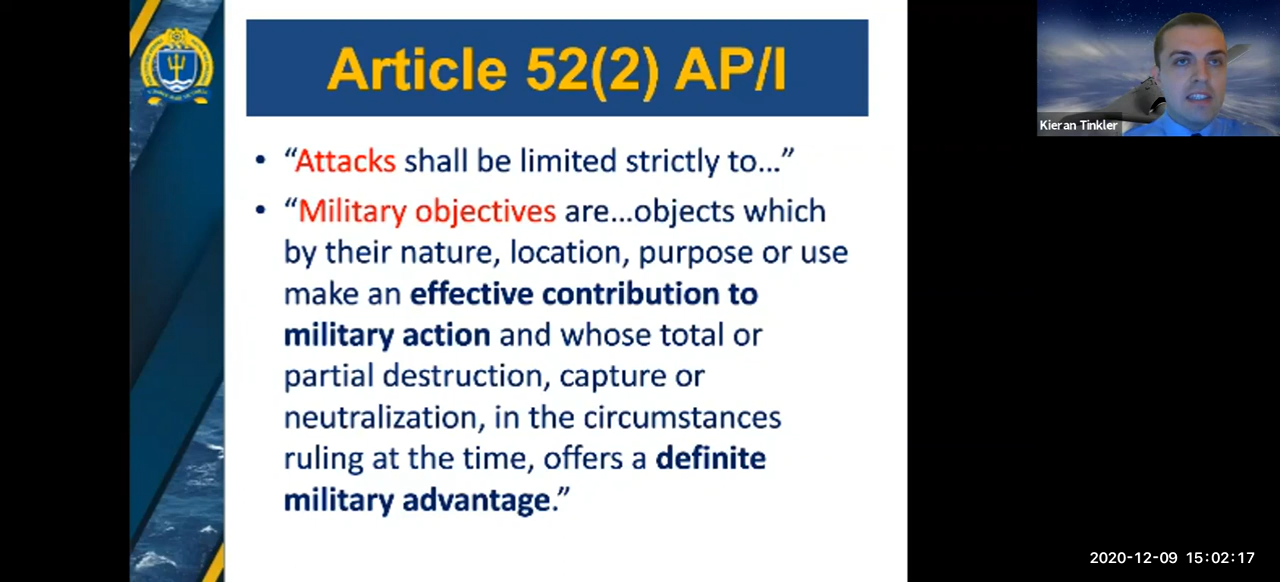 Article 52(2) AP/I
• “Attacks shall be limited strictly to…”
• “Military objectives are…objects which
by their nature, location, purpose or use
make an effective contribution to
military action and whose total or
partial destruction, capture or
neutralization, in the circumstances
ruling at the time, offers a definite
military advantage.”
Kieran Tinkler
2020-12-09 15:02:17